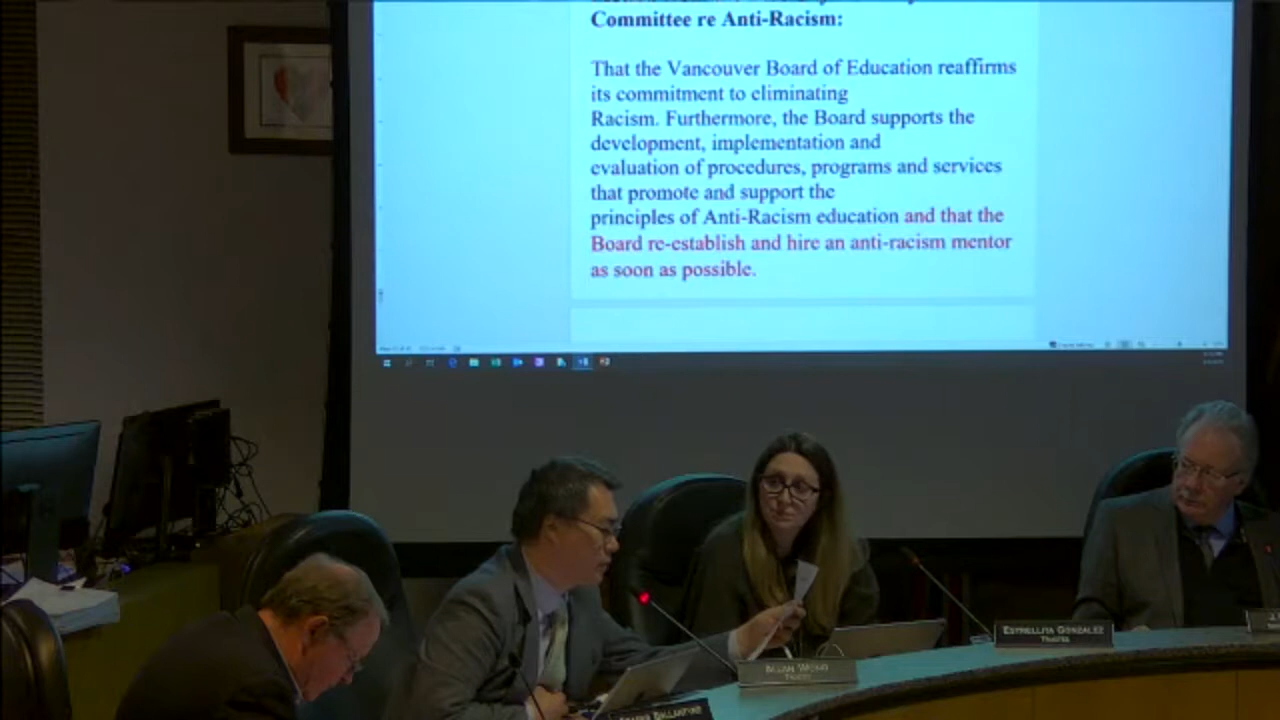 Committee re Anti-Racism:
That the Vancouver Board of Education reaffirms
its commitment to eliminating
Racism. Furthermore, the Board supports the
development, implementation and
evaluation of procedures, programs and services
that promote and support the
principles of Anti-Racism education and that the
Board re-establish and hire an anti-racism mentor
as soon as possible.
ESTRELLITA GONZALEZ
TRUSTEE
ALLAN WONG
TRUSTEE
BALLANTYNE
J.